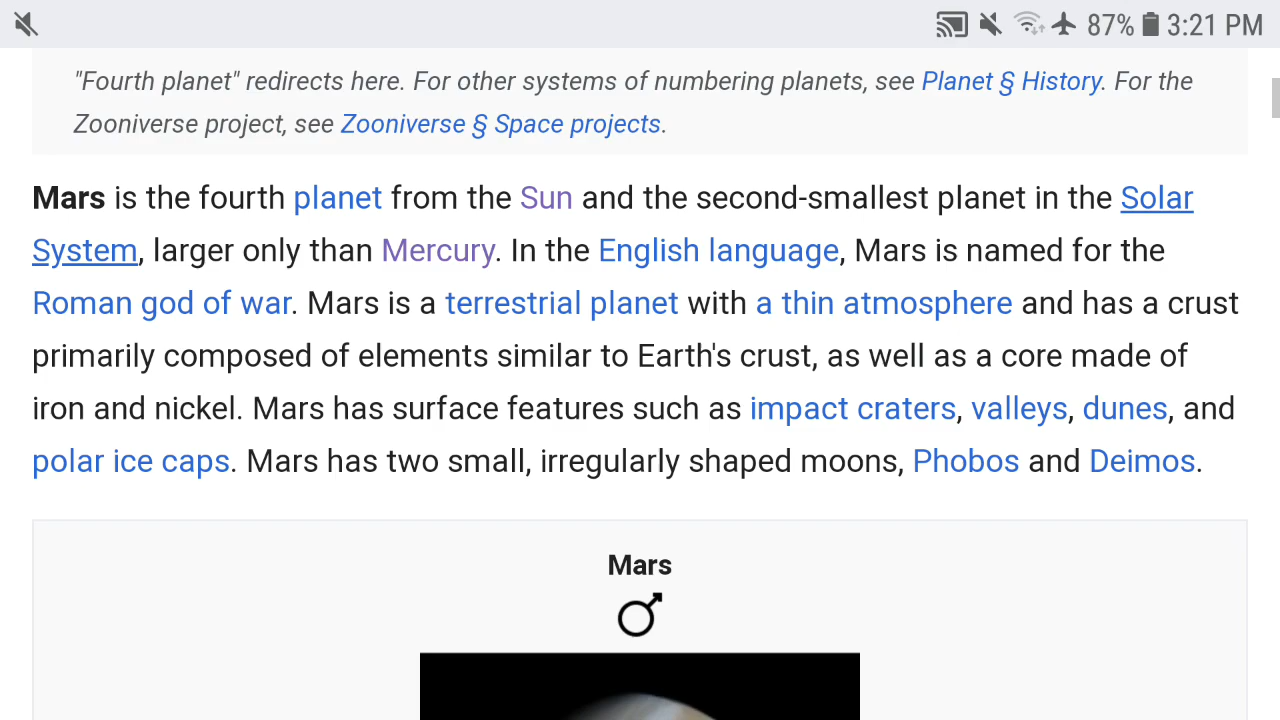 87% 3:21 PM
"Fourth planet" redirects here. For other systems of numbering planets, see Planet § History. For the
Zooniverse project, see Zooniverse § Space projects.
Mars is the fourth planet from the Sun and the second-smallest planet in the Solar
System, larger only than Mercury. In the English language, Mars is named for the
Roman god of war. Mars is a terrestrial planet with a thin atmosphere and has a crust
primarily composed of elements similar to Earth's crust, as well as a core made of
iron and nickel. Mars has surface features such as impact craters, valleys, dunes, and
polar ice caps. Mars has two small, irregularly shaped moons, Phobos and Deimos.
Mars